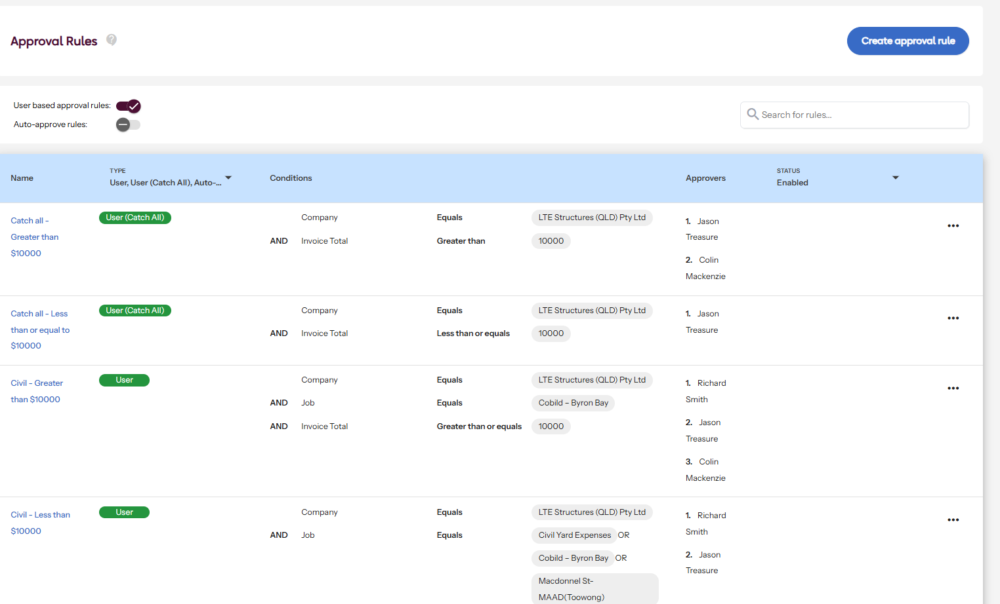 Approval Rules
Create approval rule
User based approval rules:
Auto-approve rules:
Search for rules...
Name
TYPE
User, User (Catch All), Auto-...
Conditions
Approvers
STATUS
Enabled
Catch all -
Greater than
$10000
User (Catch All)
Company Equals LTE Structures (QLD) Pty Ltd
AND Invoice Total Greater than 10000
1. Jason
Treasure
2. Colin
Mackenzie
Catch all - Less
than or equal to
$10000
User (Catch All)
Company Equals LTE Structures (QLD) Pty Ltd
AND Invoice Total Less than or equals 10000
1. Jason
Treasure
Civil - Greater
than $10000
User
Company Equals LTE Structures (QLD) Pty Ltd
AND Job Equals Cobild – Byron Bay
AND Invoice Total Greater than or equals 10000
1. Richard
Smith
2. Jason
Treasure
3. Colin
Mackenzie
Civil - Less than
$10000
User
Company Equals LTE Structures (QLD) Pty Ltd
AND Job Equals Civil Yard Expenses OR
Cobild – Byron Bay OR
Macdonnel St-
MAAD(Toowong)
1. Richard
Smith
2. Jason
Treasure